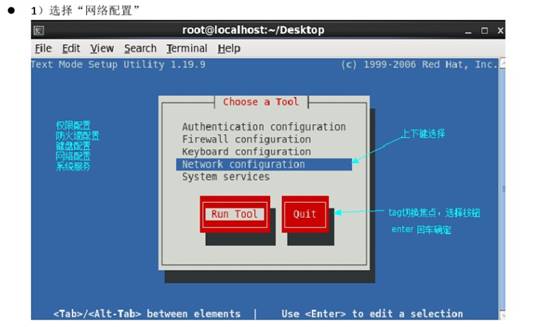 ● 1）选择“网络配置”
root@localhost:~/Desktop
File Edit View Search Terminal Help
Text Mode Setup Utility 1.19.9 (c) 1999-2006 Red Hat, Inc.
Choose a Tool
权限配置
防火墙配置
键盘配置
网络配置
系统服务
Authentication configuration
Firewall configuration
Keyboard configuration
Network configuration
System services
上下键选择
Run Tool Quit
tag切换焦点，选择按钮
enter 回车确定
<Tab>/<Alt-Tab> between elements | Use <Enter> to edit a selection